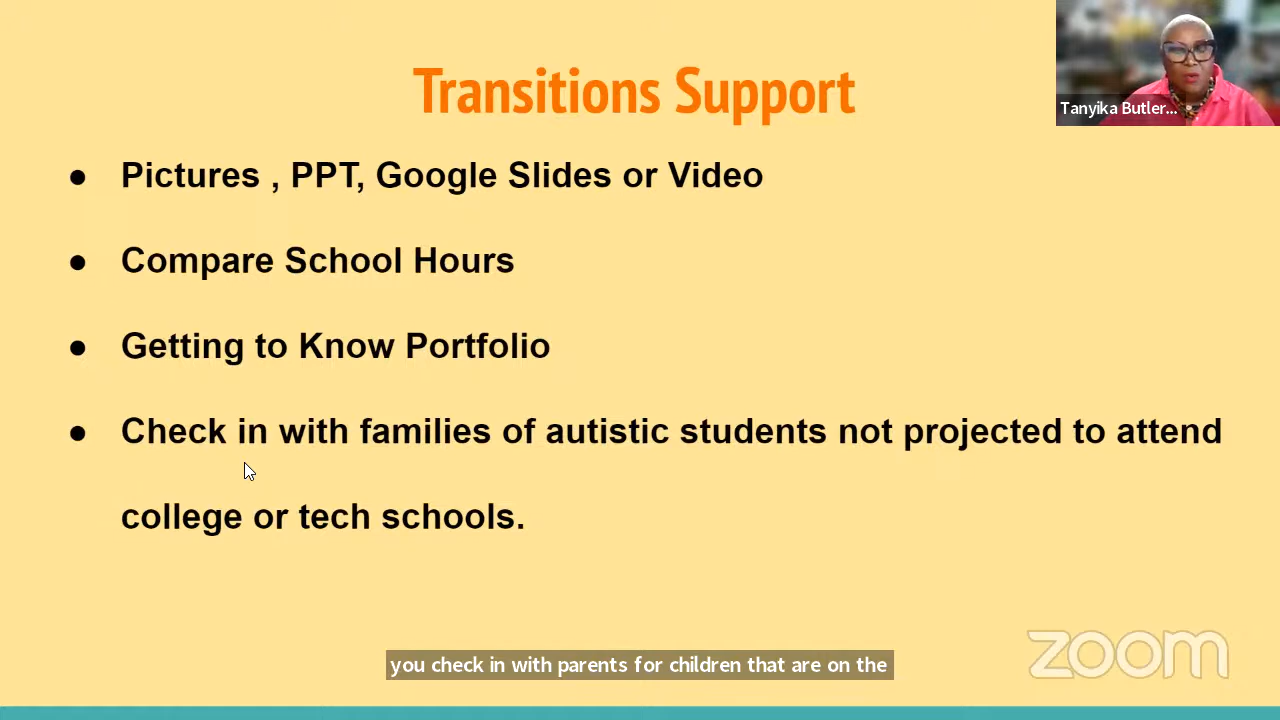 Transitions Support
Tanyika Butler...
● Pictures , PPT, Google Slides or Video
● Compare School Hours
● Getting to Know Portfolio
● Check in with families of autistic students not projected to attend
college or tech schools.
you check in with parents for children that are on the
zoom